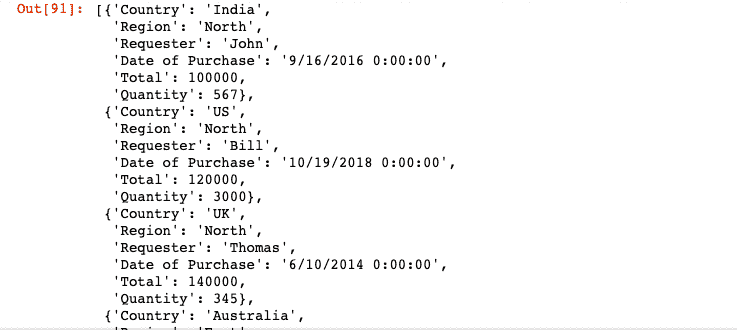 Out[91]: [{'Country': 'India',
'Region': 'North',
'Requester': 'John',
'Date of Purchase': '9/16/2016 0:00:00',
'Total': 100000,
'Quantity': 567},
{'Country': 'US',
'Region': 'North',
'Requester': 'Bill',
'Date of Purchase': '10/19/2018 0:00:00',
'Total': 120000,
'Quantity': 3000},
{'Country': 'UK',
'Region': 'North',
'Requester': 'Thomas',
'Date of Purchase': '6/10/2014 0:00:00',
'Total': 140000,
'Quantity': 345},
{'Country': 'Australia',